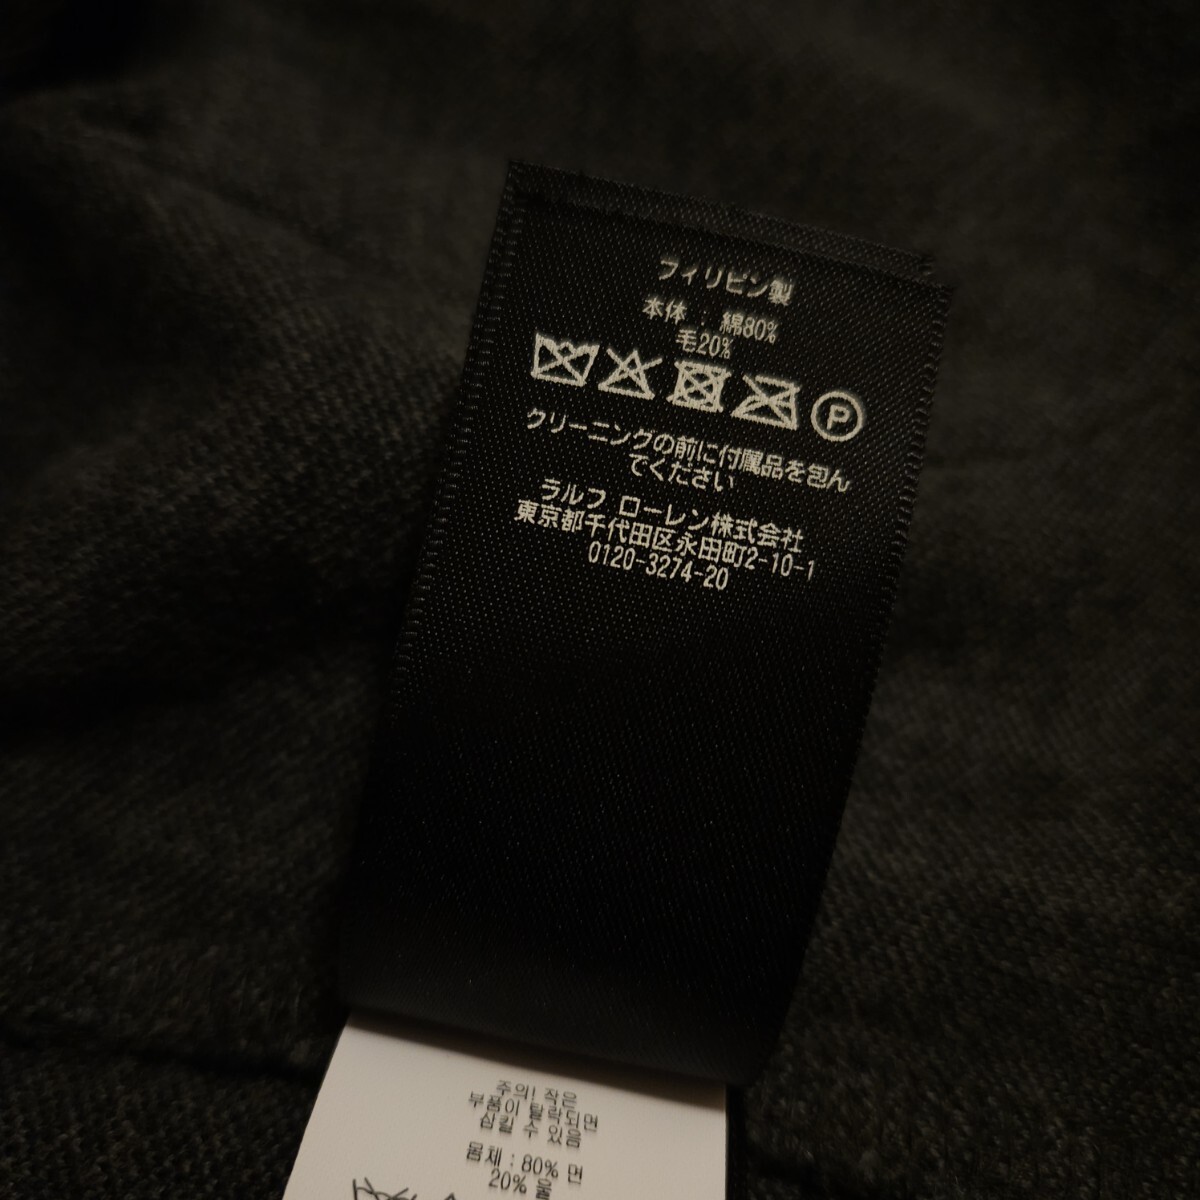 フィリピン製
本体 : 綿80%
毛20%
P
クリーニングの前に付属品を包ん
でください
ラルフ ローレン株式会社
東京都千代田区永田町2-10-1
0120-3274-20
주의! 작은
부품이 탈락되면
삼킬 수 있음
몸체 : 80% 면
20% 울